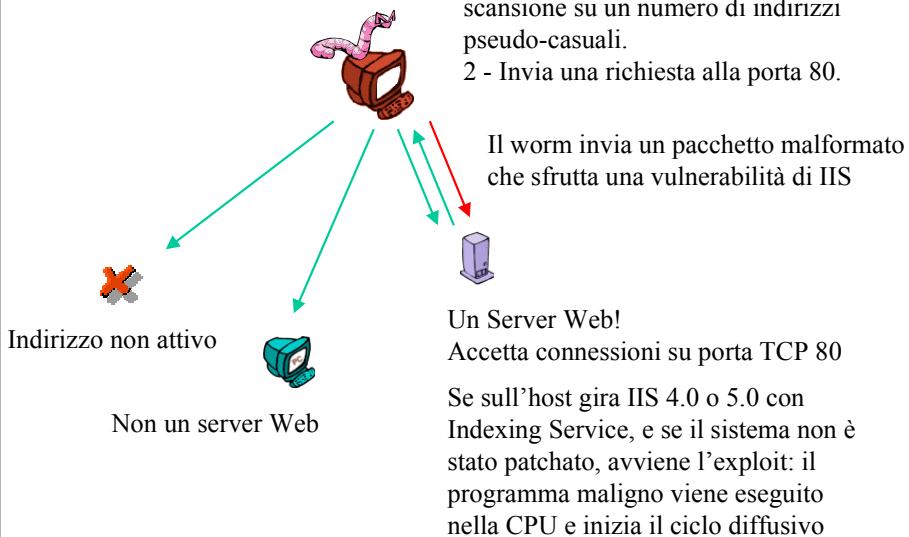 scansione su un numero di indirizzi
pseudo-casuali.
2 - Invia una richiesta alla porta 80.
Il worm invia un pacchetto malformato
che sfrutta una vulnerabilità di IIS
Indirizzo non attivo
PC
Non un server Web
Un Server Web!
Accetta connessioni su porta TCP 80
Se sull’host gira IIS 4.0 o 5.0 con
Indexing Service, e se il sistema non è
stato patchato, avviene l’exploit: il
programma maligno viene eseguito
nella CPU e inizia il ciclo diffusivo